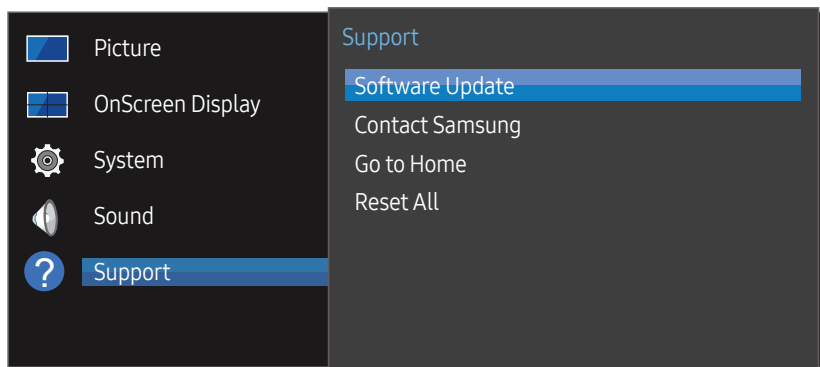 Picture
OnScreen Display
System
Sound
?
Support
Support
Software Update
Contact Samsung
Go to Home
Reset All